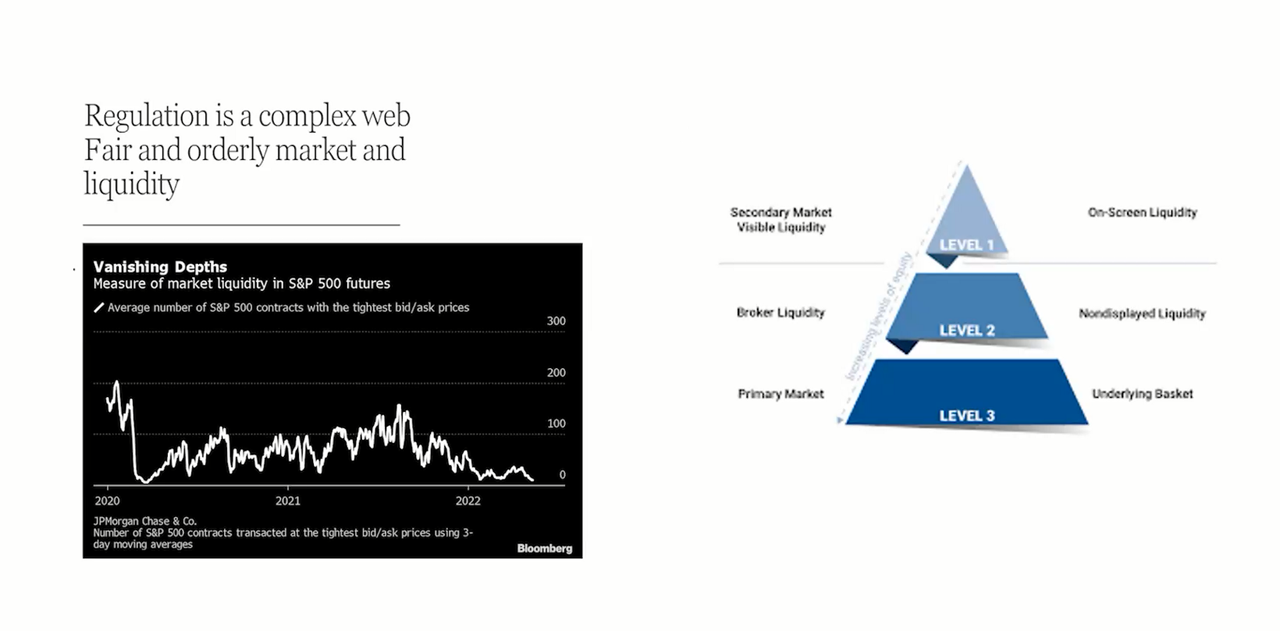 Regulation is a complex web
Fair and orderly market and
liquidity
Vanishing Depths
Measure of market liquidity in S&P 500 futures
Average number of S&P 500 contracts with the tightest bid/ask prices
300
200
100
0
2020 2021 2022
JPMorgan Chase & Co.
Number of S&P 500 contracts transacted at the tightest bid/ask prices using 3-
day moving averages
Bloomberg
Secondary Market
Visible Liquidity
LEVEL 1
On-Screen Liquidity
Increasing levels of equity
Broker Liquidity
LEVEL 2
Nondisplayed Liquidity
Primary Market
LEVEL 3
Underlying Basket